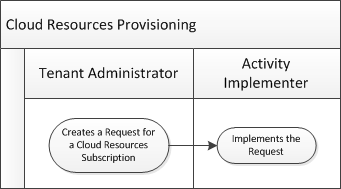 Cloud Resources Provisioning
Tenant Administrator
Activity
Implementer
Creates a Request for
a Cloud Resources
Subscription
Implements the
Request